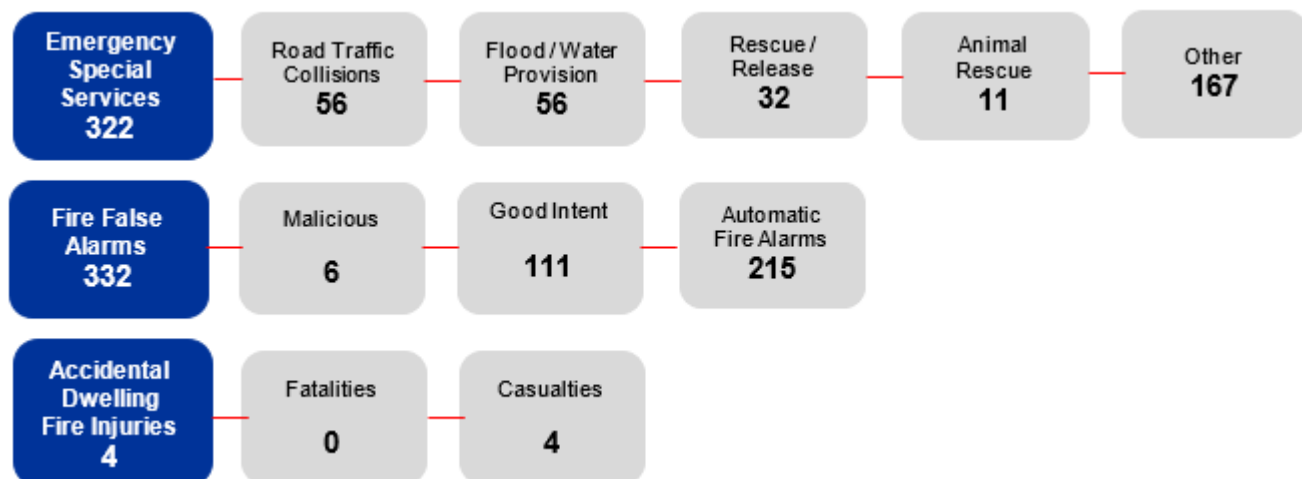 Emergency
Special
Services
322
Road Traffic
Collisions
56
Flood / Water
Provision
56
Rescue /
Release
32
Animal
Rescue
11
Other
167
Fire False
Alarms
332
Malicious
6
Good Intent
111
Automatic
Fire Alarms
215
Accidental
Dwelling
Fire Injuries
4
Fatalities
0
Casualties
4